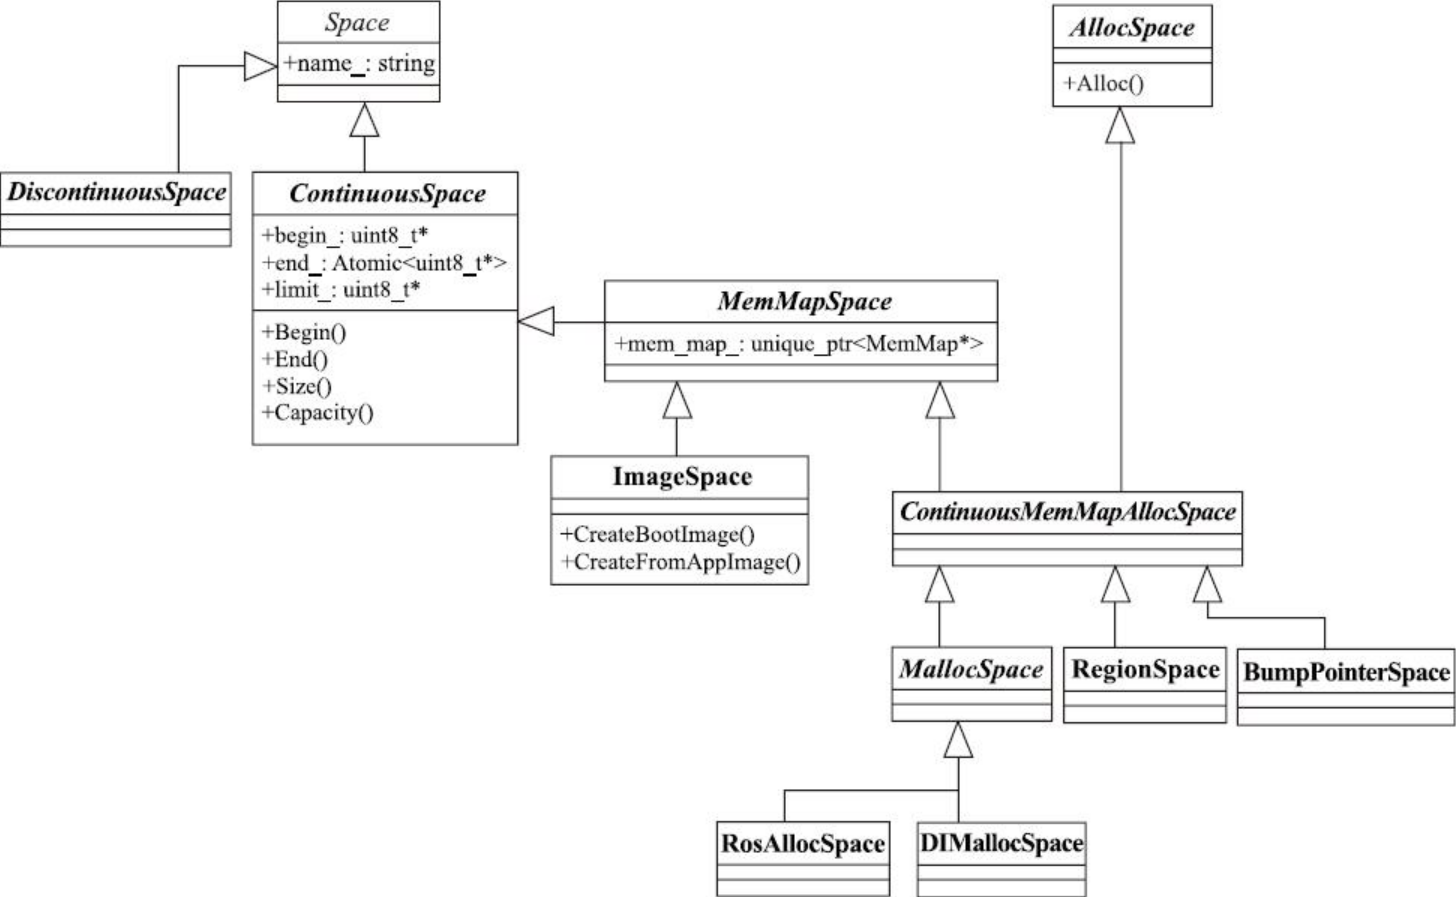 Space
+name_: string
AllocSpace
+Alloc()
DiscontinuousSpace
ContinuousSpace
+begin_: uint8_t*
+end_: Atomic<uint8_t*>
+limit_: uint8_t*
+Begin()
+End()
+Size()
+Capacity()
MemMapSpace
+mem_map_: unique_ptr<MemMap*>
ImageSpace
+CreateBootImage()
+CreateFromAppImage()
ContinuousMemMapAllocSpace
MallocSpace
RegionSpace
BumpPointerSpace
RosAllocSpace
DIMallocSpace